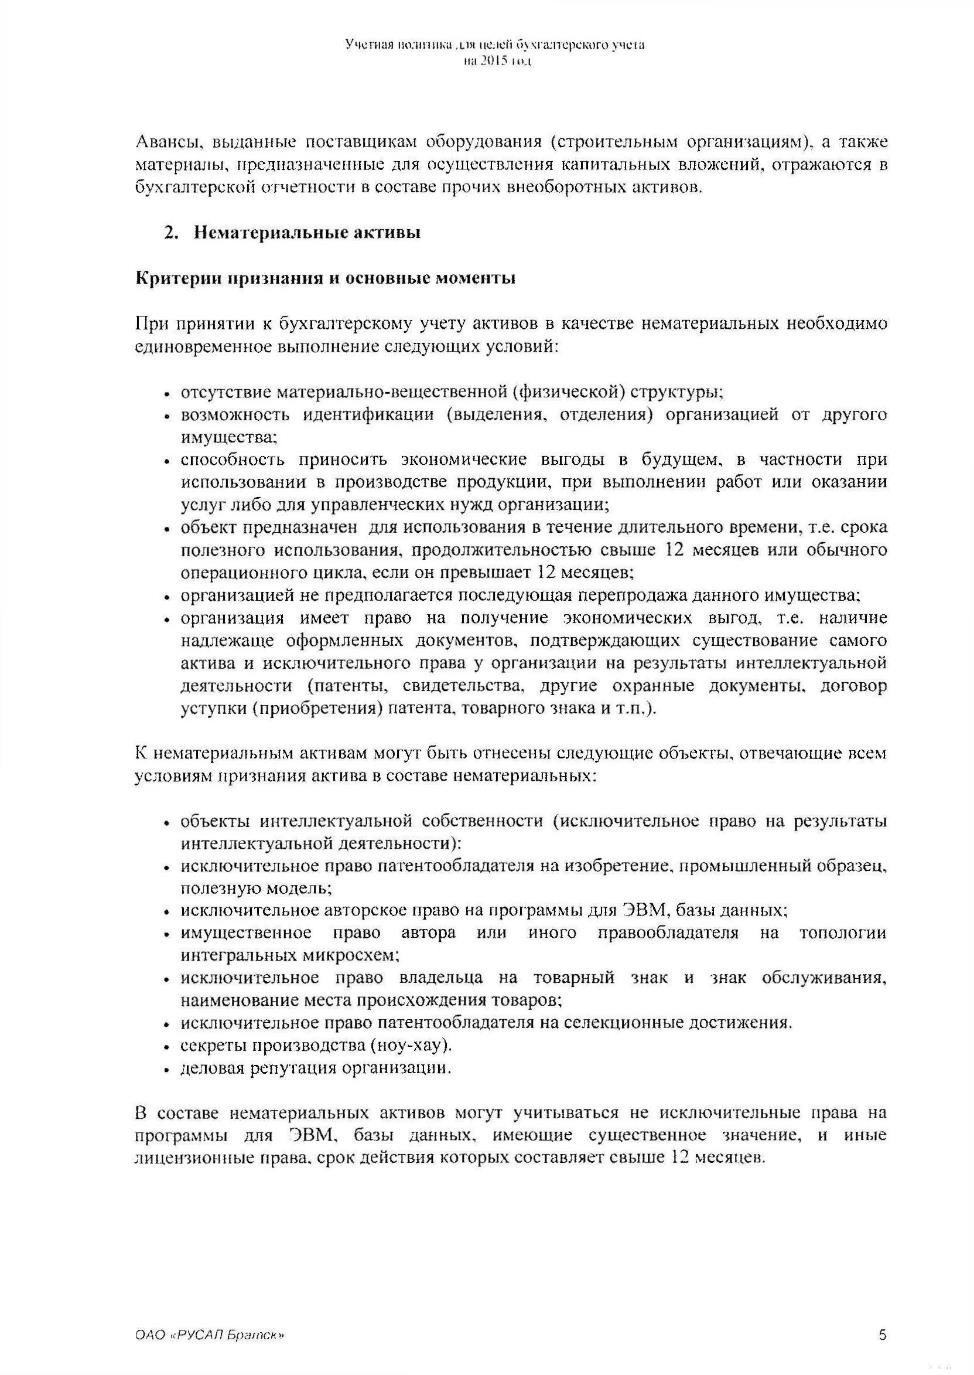 Учетная политика для целей бухгалтерского учета
на 2015 год
Авансы, выданные поставщикам оборудования (строительным организациям), а также
материалы, предназначенные для осуществления капитальных вложений, отражаются в
бухгалтерской отчетности в составе прочих внеоборотных активов.
2. Нематериальные активы
Критерии признания и основные моменты
При принятии к бухгалтерскому учету активов в качестве нематериальных необходимо
единовременное выполнение следующих условий:
• отсутствие материально-вещественной (физической) структуры;
• возможность идентификации (выделения, отделения) организацией от другого
имущества;
• способность приносить экономические выгоды в будущем, в частности при
использовании в производстве продукции, при выполнении работ или оказании
услуг либо для управленческих нужд организации;
• объект предназначен для использования в течение длительного времени, т.е. срока
полезного использования, продолжительностью свыше 12 месяцев или обычного
операционного цикла, если он превышает 12 месяцев;
• организацией не предполагается последующая перепродажа данного имущества;
• организация имеет право на получение экономических выгод, т.е. наличие
надлежаще оформленных документов, подтверждающих существование самого
актива и исключительного права у организации на результаты интеллектуальной
деятельности (патенты, свидетельства, другие охранные документы, договор
уступки (приобретения) патента, товарного знака и т.п.).
К нематериальным активам могут быть отнесены следующие объекты, отвечающие всем
условиям признания актива в составе нематериальных:
• объекты интеллектуальной собственности (исключительное право на результаты
интеллектуальной деятельности):
• исключительное право патентообладателя на изобретение, промышленный образец,
полезную модель;
• исключительное авторское право на программы для ЭВМ, базы данных;
• имущественное право автора или иного правообладателя на топологии
интегральных микросхем;
• исключительное право владельца на товарный знак и знак обслуживания,
наименование места происхождения товаров;
• исключительное право патентообладателя на селекционные достижения.
• секреты производства (ноу-хау).
• деловая репутация организации.
В составе нематериальных активов могут учитываться не исключительные права на
программы для ЭВМ, базы данных, имеющие существенное значение, и иные
лицензионные права, срок действия которых составляет свыше 12 месяцев.
ОАО «РУСАЛ Братск»
5